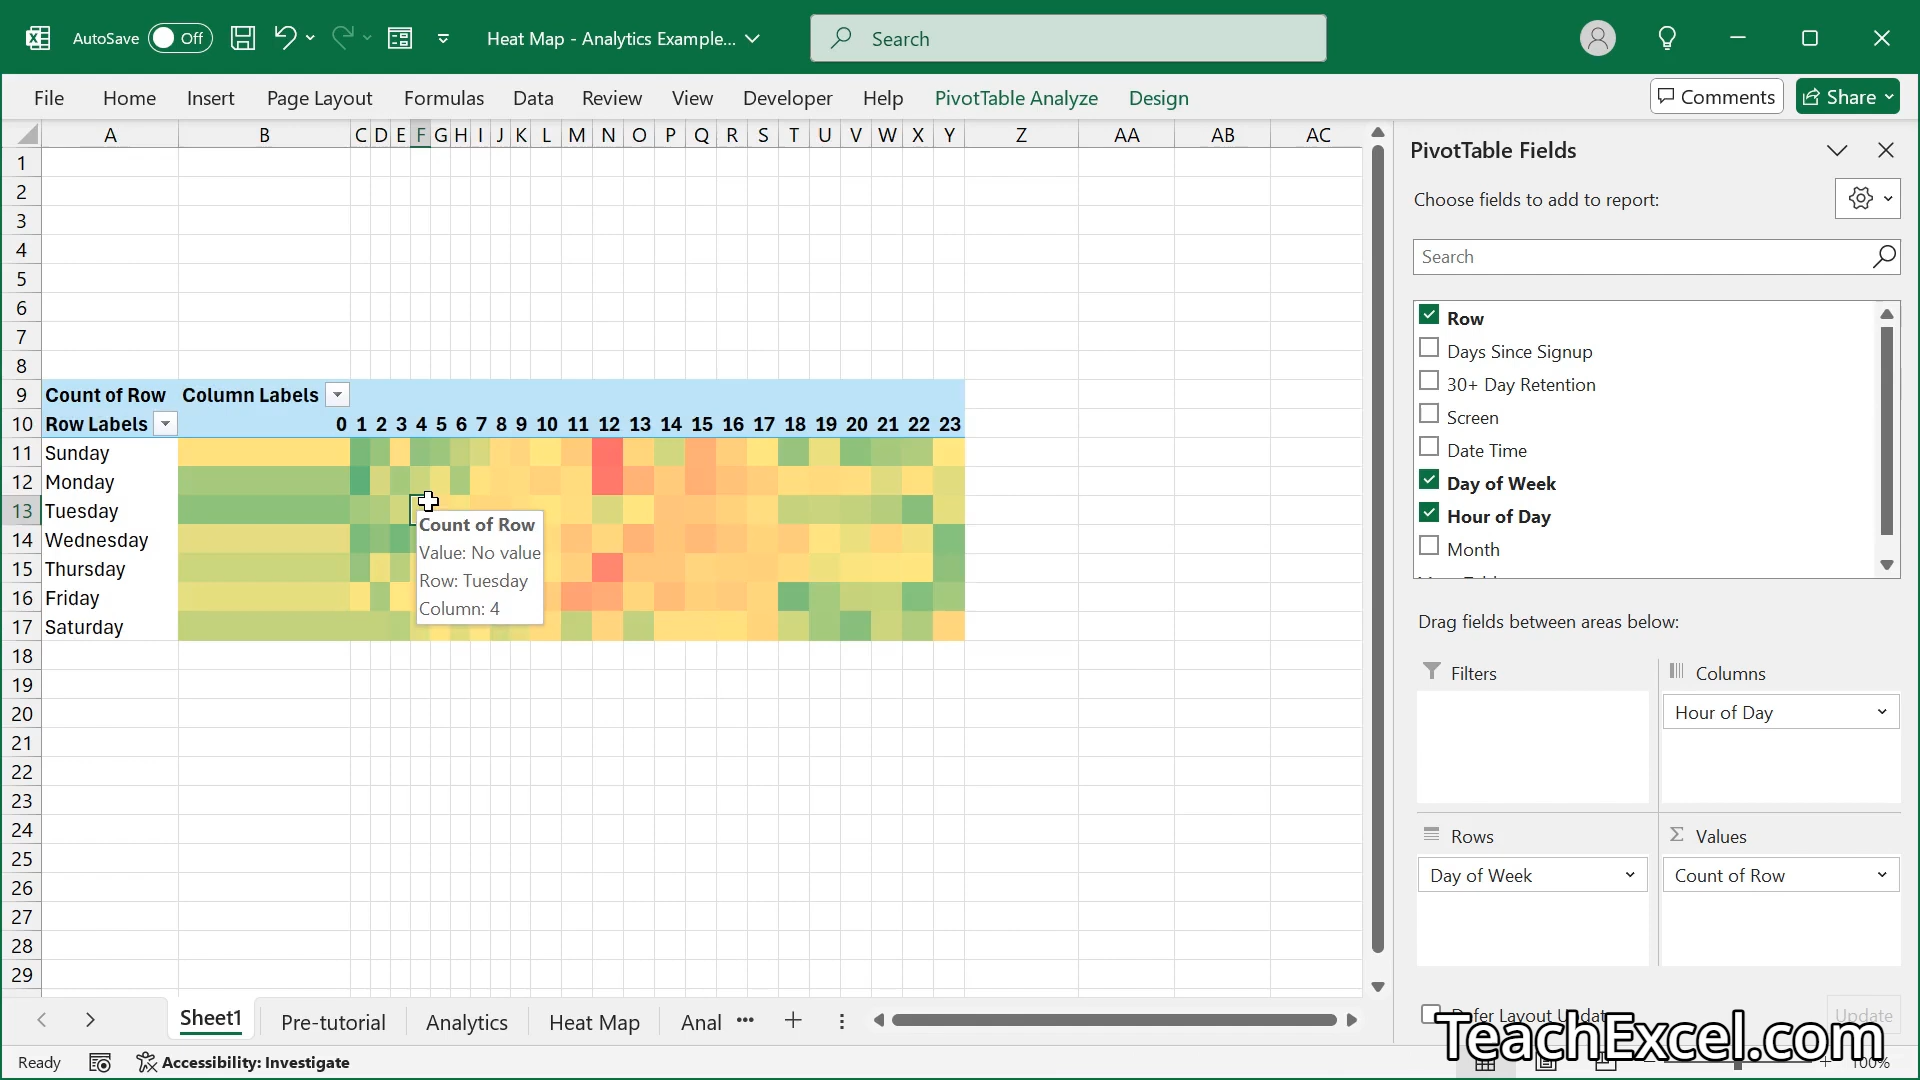 AutoSave Off Heat Map - Analytics Example... Search
File Home Insert Page Layout Formulas Data Review View Developer Help PivotTable Analyze Design Comments Share
A B C D E F G H I J K L M N O P Q R S T U V W X Y Z AA AB AC
1
2
3
4
5
6
7
8
9 Count of Row Column Labels
10 Row Labels 0 1 2 3 4 5 6 7 8 9 10 11 12 13 14 15 16 17 18 19 20 21 22 23
11 Sunday
12 Monday
13 Tuesday
14 Wednesday
15 Thursday
16 Friday
17 Saturday
18
19
20
21
22
23
24
25
26
27
28
29
Count of Row
Value: No value
Row: Tuesday
Column: 4
Sheet1 Pre-tutorial Analytics Heat Map Anal ...
Ready Accessibility: Investigate
PivotTable Fields
Choose fields to add to report:
Search
Row
Days Since Signup
30+ Day Retention
Screen
Date Time
Day of Week
Hour of Day
Month
Drag fields between areas below:
Filters Columns
Hour of Day
Rows Values
Day of Week Count of Row
Defer Layout Update Update
TeachExcel.com
100%